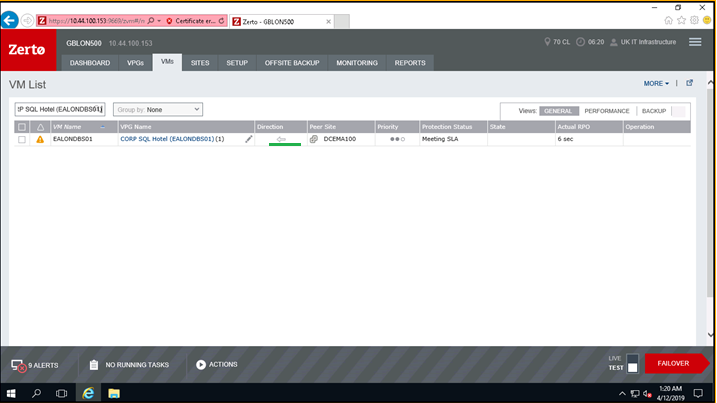 https://10.44.100.153:9669/zvm#/n
Certificate er...
Zerto - GBLON500
Zerto
GBLON500 10.44.100.153
70 CL
06:20
UK IT Infrastructure
DASHBOARD VPGs VMs SITES SETUP OFFSITE BACKUP MONITORING REPORTS
VM List
MORE
P SQL Hotel (EALONDBS01)
Group by: None
Views: GENERAL PERFORMANCE BACKUP
VM Name VPG Name Direction Peer Site Priority Protection Status State Actual RPO Operation
EALONDBS01 CORP SQL Hotel (EALONDBS01) (1) DCEMA100 Meeting SLA 6 sec
9 ALERTS
NO RUNNING TASKS
ACTIONS
LIVE
TEST
FAILOVER
1:20 AM
4/12/2019